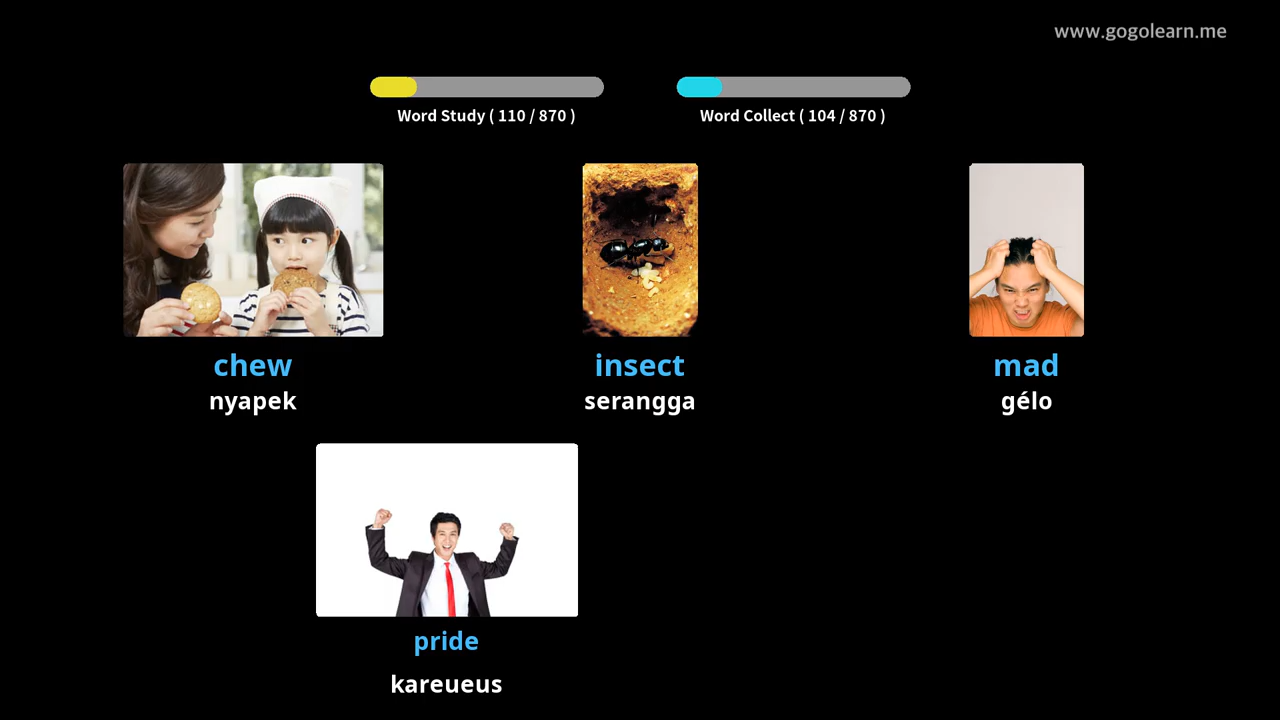 www.gogolearn.me
Word Study ( 110 / 870 )
Word Collect ( 104 / 870 )
chew
nyapek
insect
serangga
mad
gélo
pride
kareueus